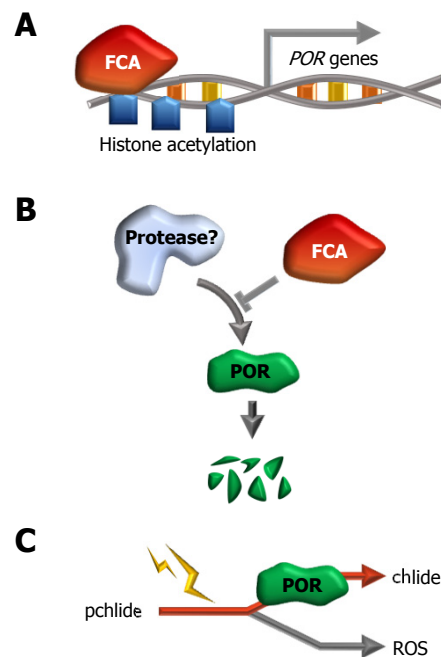 A
FCA
POR genes
Histone acetylation
B
Protease?
FCA
POR
C
POR
chlide
pchlide
ROS